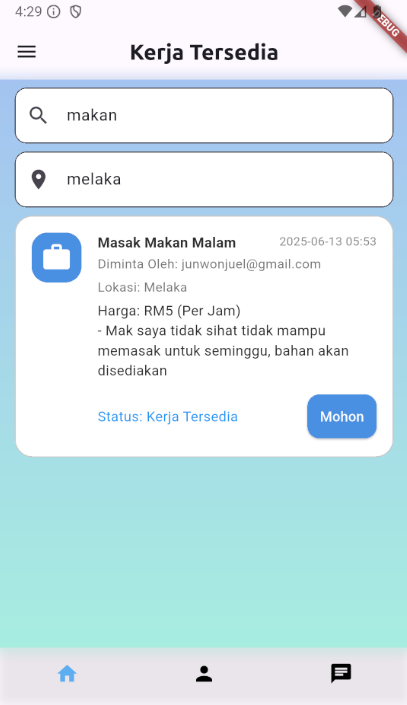 4:29
DEBUG
Kerja Tersedia
makan
melaka
Masak Makan Malam 2025-06-13 05:53
Diminta Oleh: junwonjuel@gmail.com
Lokasi: Melaka
Harga: RM5 (Per Jam)
- Mak saya tidak sihat tidak mampu
memasak untuk seminggu, bahan akan
disediakan
Status: Kerja Tersedia
Mohon